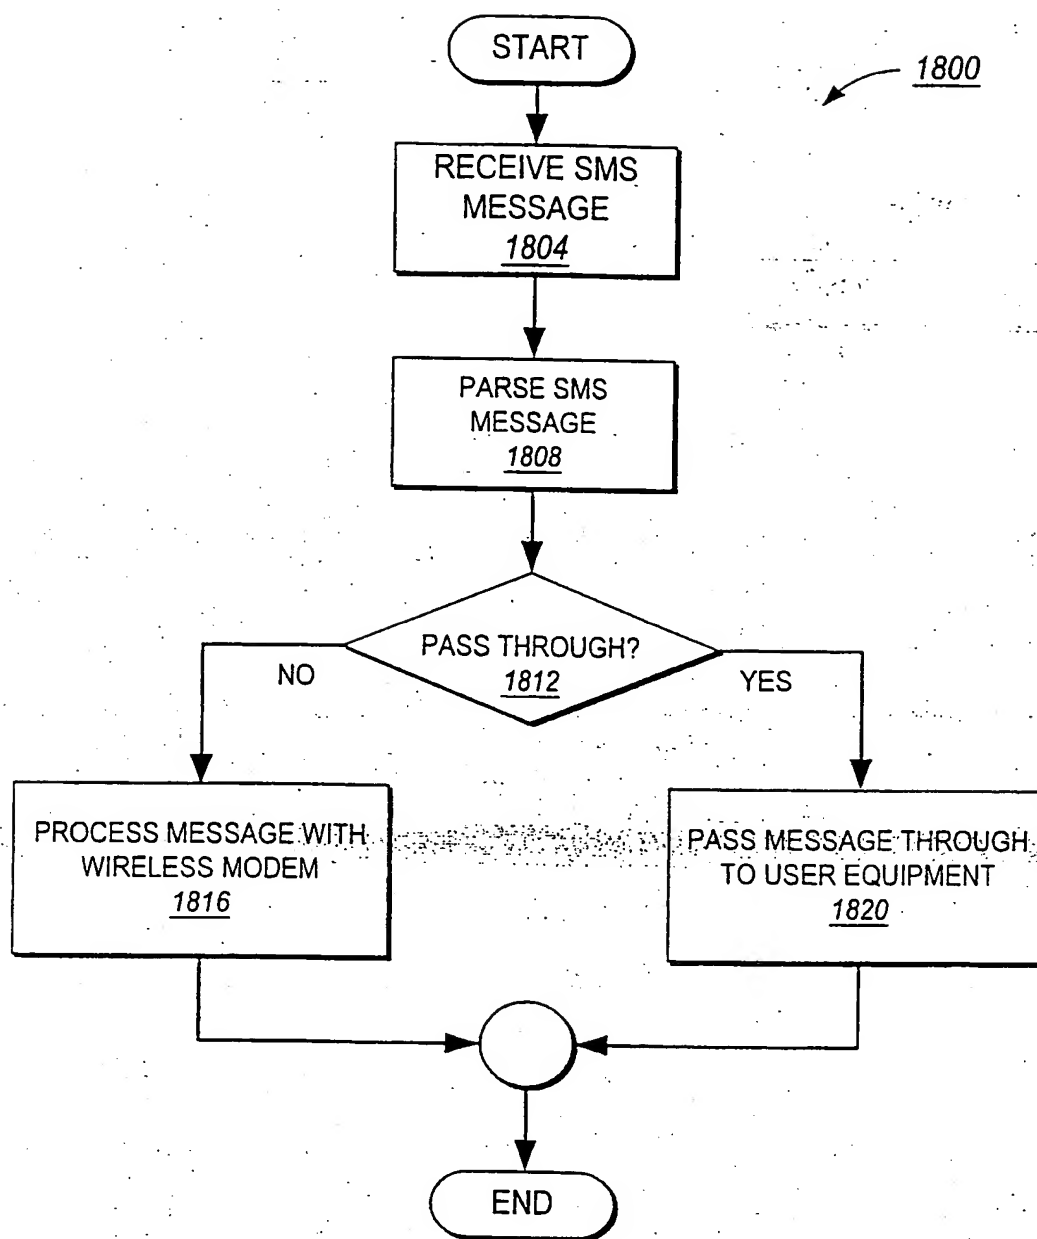 START
1800
RECEIVE SMS
MESSAGE
1804
PARSE SMS
MESSAGE
1808
PASS THROUGH?
1812
NO
YES
PROCESS MESSAGE WITH
WIRELESS MODEM
1816
PASS MESSAGE THROUGH
TO USER EQUIPMENT
1820
END